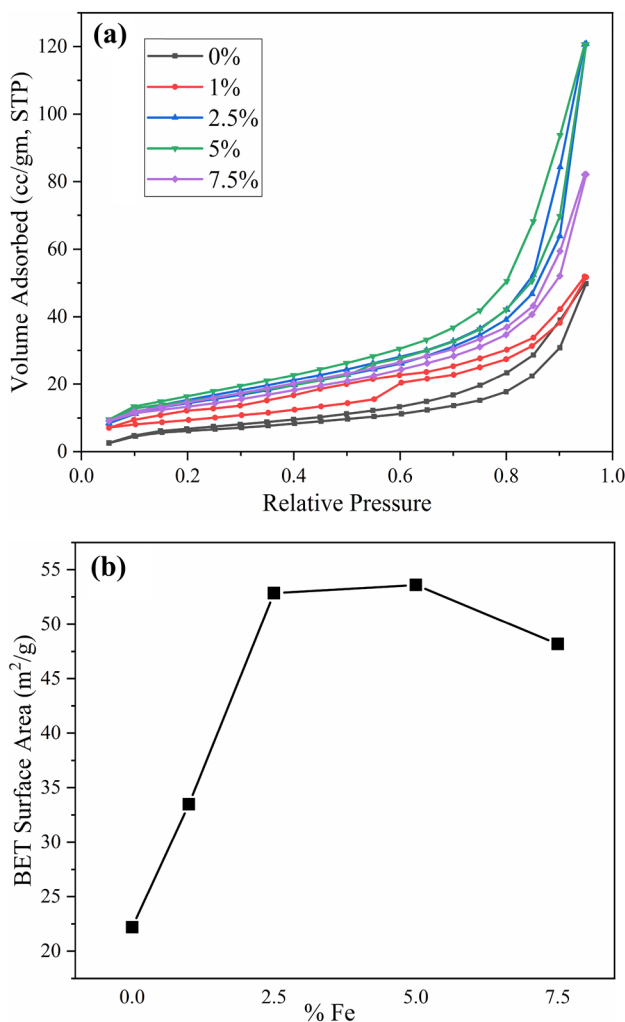 (a)
0%
1%
2.5%
5%
7.5%
Volume Adsorbed (cc/gm, STP)
120
100
80
60
40
20
0
0.0 0.2 0.4 0.6 0.8 1.0
Relative Pressure
(b)
BET Surface Area (m²/g)
55
50
45
40
35
30
25
20
0.0 2.5 5.0 7.5
% Fe